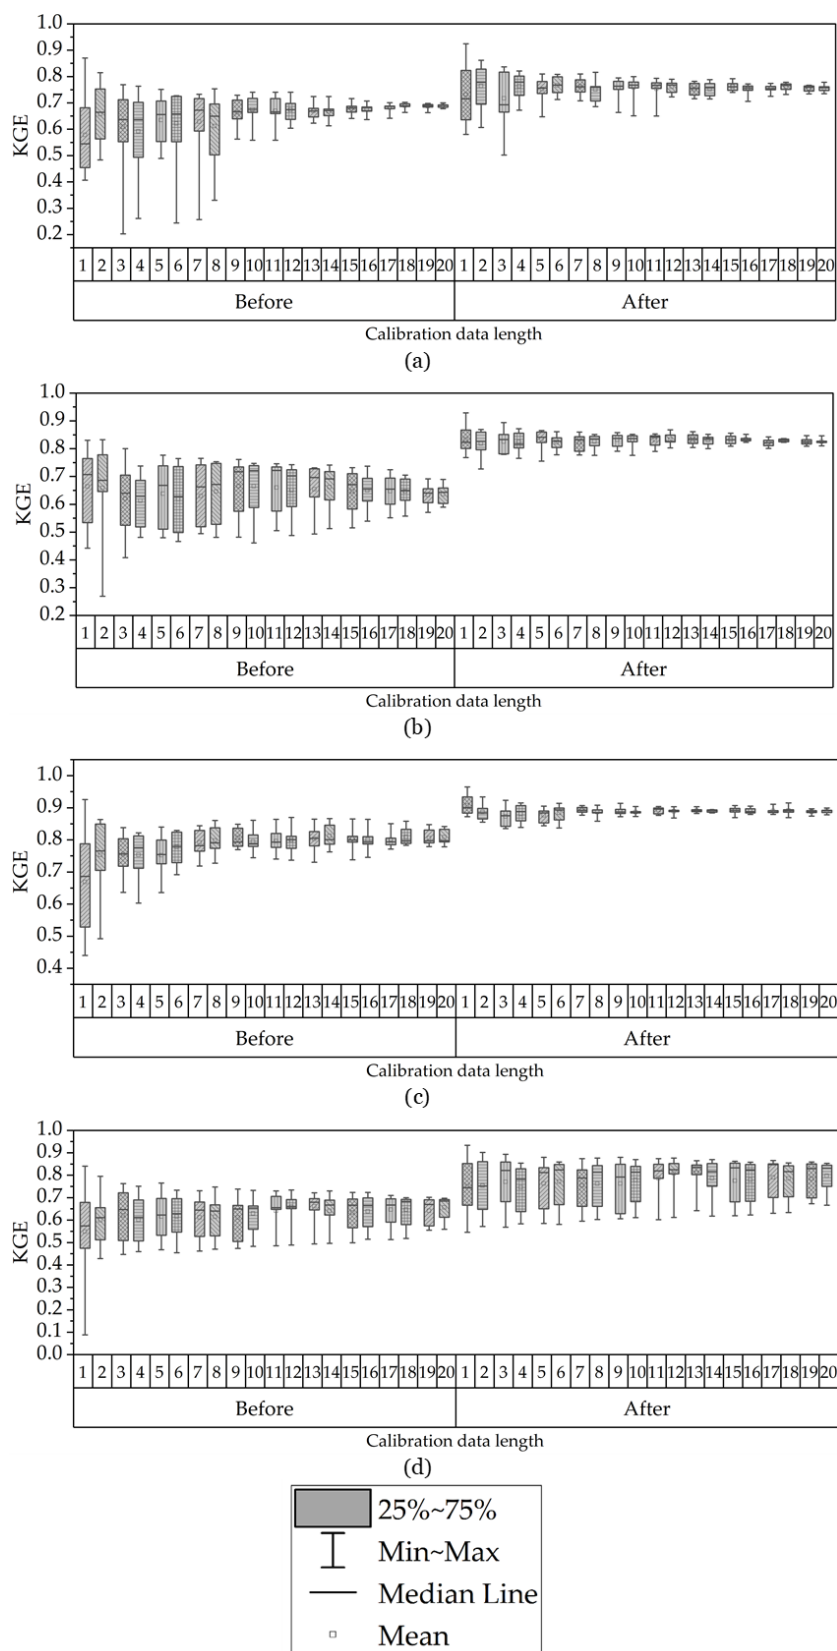 1.0
0.9
0.8
0.7
0.6
0.5
0.4
0.3
0.2
KGE
1 2 3 4 5 6 7 8 9 10 11 12 13 14 15 16 17 18 19 20 1 2 3 4 5 6 7 8 9 10 11 12 13 14 15 16 17 18 19 20
Before After
Calibration data length
(a)
1.0
0.9
0.8
0.7
0.6
0.5
0.4
0.3
0.2
KGE
1 2 3 4 5 6 7 8 9 10 11 12 13 14 15 16 17 18 19 20 1 2 3 4 5 6 7 8 9 10 11 12 13 14 15 16 17 18 19 20
Before After
Calibration data length
(b)
1.0
0.9
0.8
0.7
0.6
0.5
0.4
KGE
1 2 3 4 5 6 7 8 9 10 11 12 13 14 15 16 17 18 19 20 1 2 3 4 5 6 7 8 9 10 11 12 13 14 15 16 17 18 19 20
Before After
Calibration data length
(c)
1.0
0.9
0.8
0.7
0.6
0.5
0.4
0.3
0.2
0.1
0.0
KGE
1 2 3 4 5 6 7 8 9 10 11 12 13 14 15 16 17 18 19 20 1 2 3 4 5 6 7 8 9 10 11 12 13 14 15 16 17 18 19 20
Before After
Calibration data length
(d)
25%~75%
Min~Max
Median Line
Mean